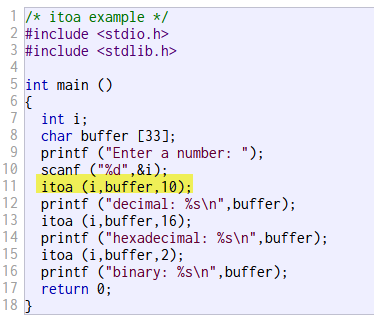 1 /* itoa example */
2 #include <stdio.h>
3 #include <stdlib.h>
4
5 int main ()
6 {
7   int i;
8   char buffer [33];
9   printf ("Enter a number: ");
10   scanf ("%d",&i);
11   itoa (i,buffer,10);
12   printf ("decimal: %s\n",buffer);
13   itoa (i,buffer,16);
14   printf ("hexadecimal: %s\n",buffer);
15   itoa (i,buffer,2);
16   printf ("binary: %s\n",buffer);
17   return 0;
18 }